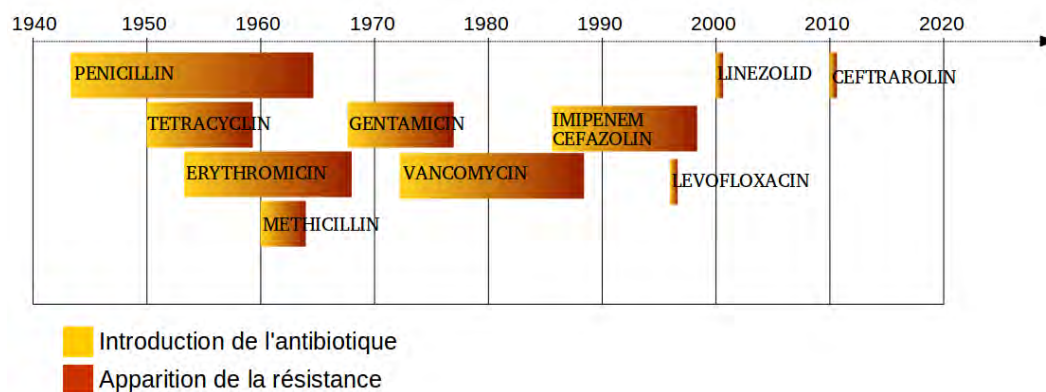 1940 1950 1960 1970 1980 1990 2000 2010 2020
PENICILLIN
LINEZOLID
CEFTRAROLIN
TETRACYCLIN
GENTAMICIN
IMIPENEM
CEFAZOLIN
ERYTHROMICIN
VANCOMYCIN
LEVOFLOXACIN
METHICILLIN
Introduction de l'antibiotique
Apparition de la résistance